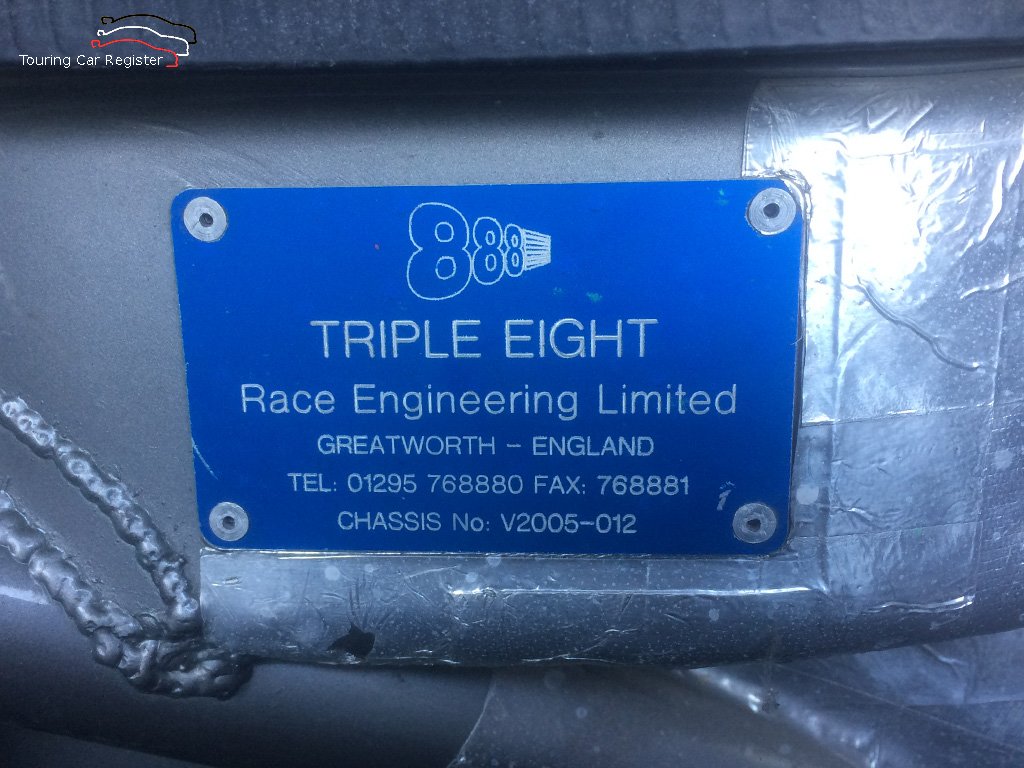 Touring Car Register
888
TRIPLE EIGHT
Race Engineering Limited
GREATWORTH - ENGLAND
TEL: 01295 768880 FAX: 768881
CHASSIS No: V2005-012